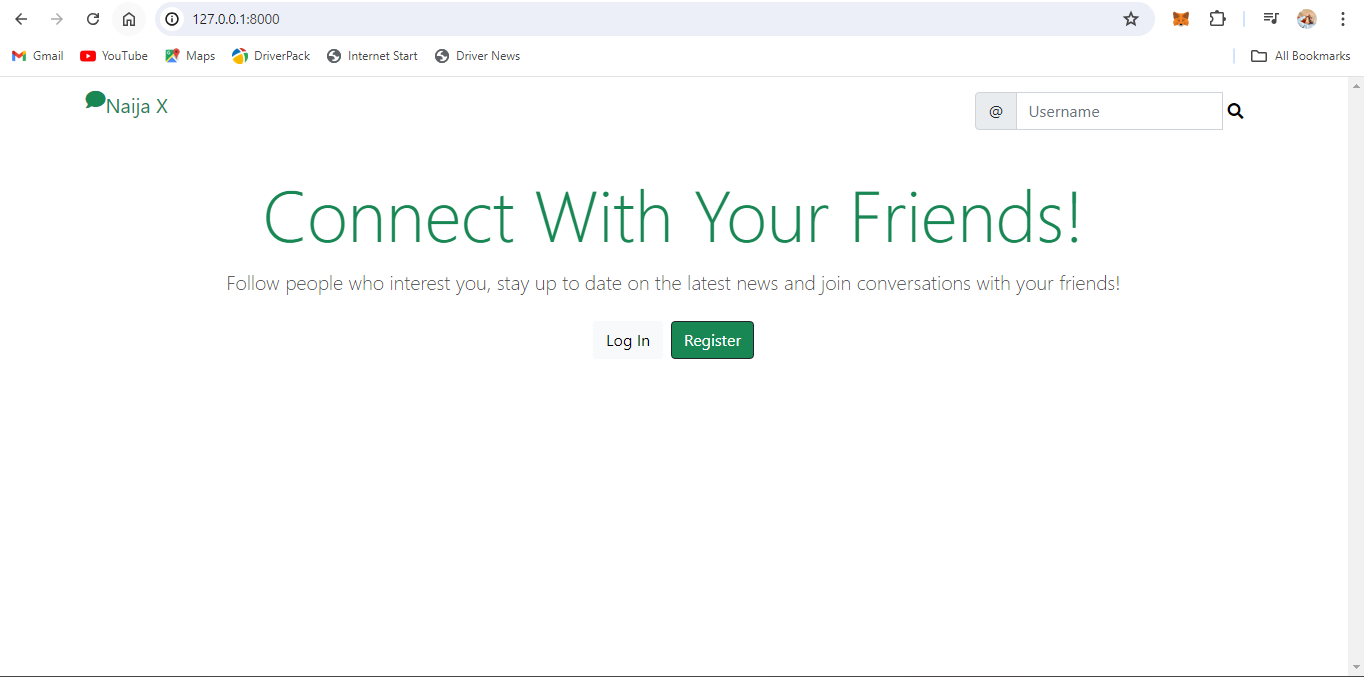 127.0.0.1:8000
Gmail YouTube Maps DriverPack Internet Start Driver News All Bookmarks
Naija X @ Username
Connect With Your Friends!
Follow people who interest you, stay up to date on the latest news and join conversations with your friends!
Log In Register